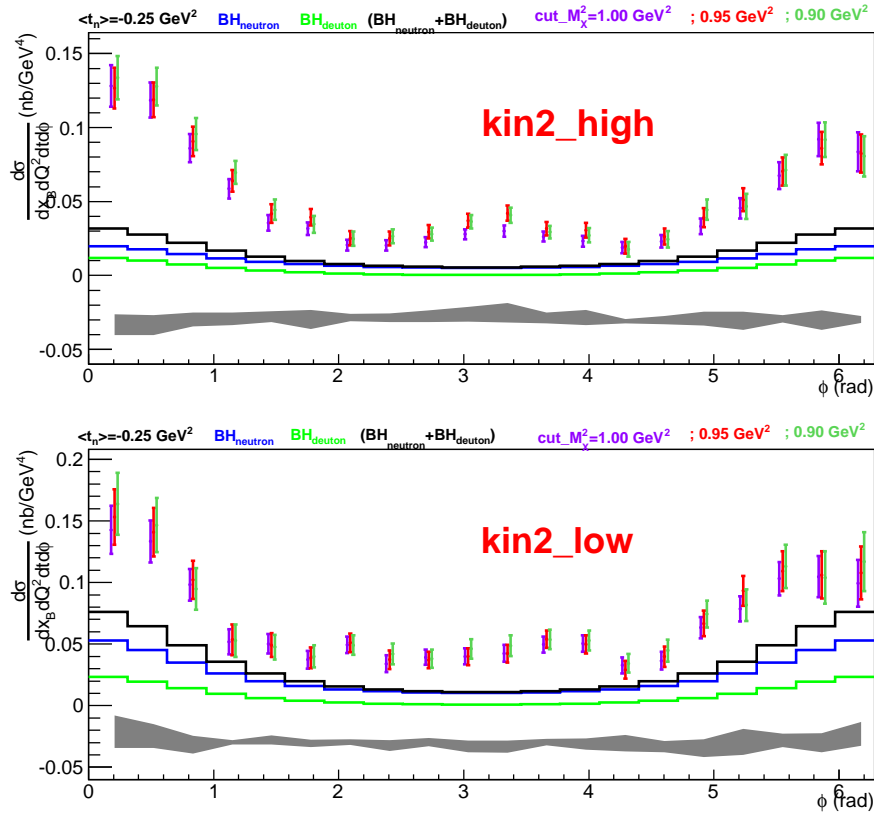 <t_n>=-0.25 GeV² BH_neutron BH_deuton (BH_neutron+BH_deuton) cut_M_X²=1.00 GeV² ; 0.95 GeV² ; 0.90 GeV²
dσ/dx_B dQ² dtdφ (nb/GeV⁴)
kin2_high
0.15
0.1
0.05
0
-0.05
0 1 2 3 4 5 6
φ (rad)
<t_n>=-0.25 GeV² BH_neutron BH_deuton (BH_neutron+BH_deuton) cut_M_X²=1.00 GeV² ; 0.95 GeV² ; 0.90 GeV²
dσ/dx_B dQ² dtdφ (nb/GeV⁴)
kin2_low
0.2
0.15
0.1
0.05
0
-0.05
0 1 2 3 4 5 6
φ (rad)